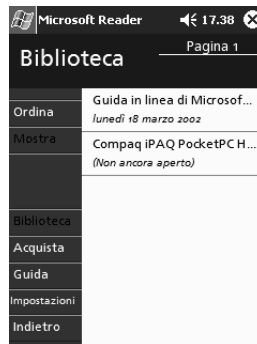 Microsoft Reader 17.38
Biblioteca
Pagina 1
Ordina
Mostra
Biblioteca
Acquista
Guida
Impostazioni
Indietro
Guida in linea di Microsof...
lunedì 18 marzo 2002
Compaq iPAQ PocketPC H...
(Non ancora aperto)